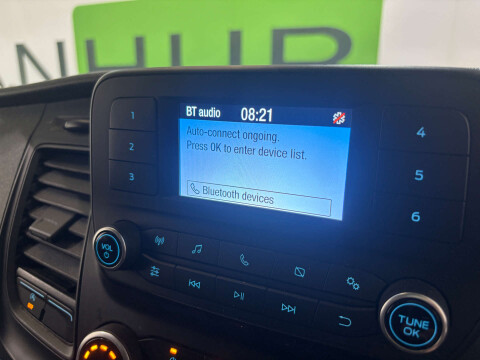 ANHUB
BT audio 08:21
Auto-connect ongoing.
Press OK to enter device list.
Bluetooth devices
1
2
3
4
5
6
VOL
TUNE
OK
A